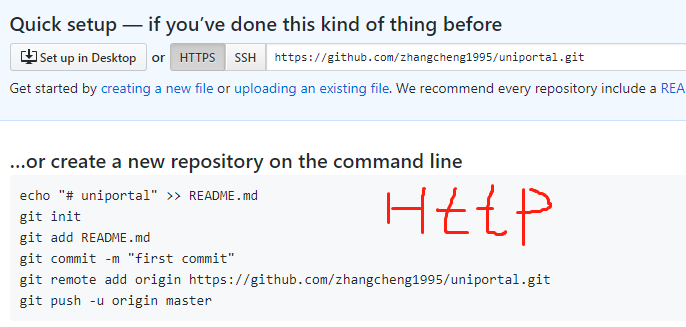 Quick setup — if you’ve done this kind of thing before
Set up in Desktop or HTTPS SSH https://github.com/zhangcheng1995/uniportal.git
Get started by creating a new file or uploading an existing file. We recommend every repository include a REA
...or create a new repository on the command line
echo "# uniportal" >> README.md
git init
git add README.md
git commit -m "first commit"
git remote add origin https://github.com/zhangcheng1995/uniportal.git
git push -u origin master
HttP